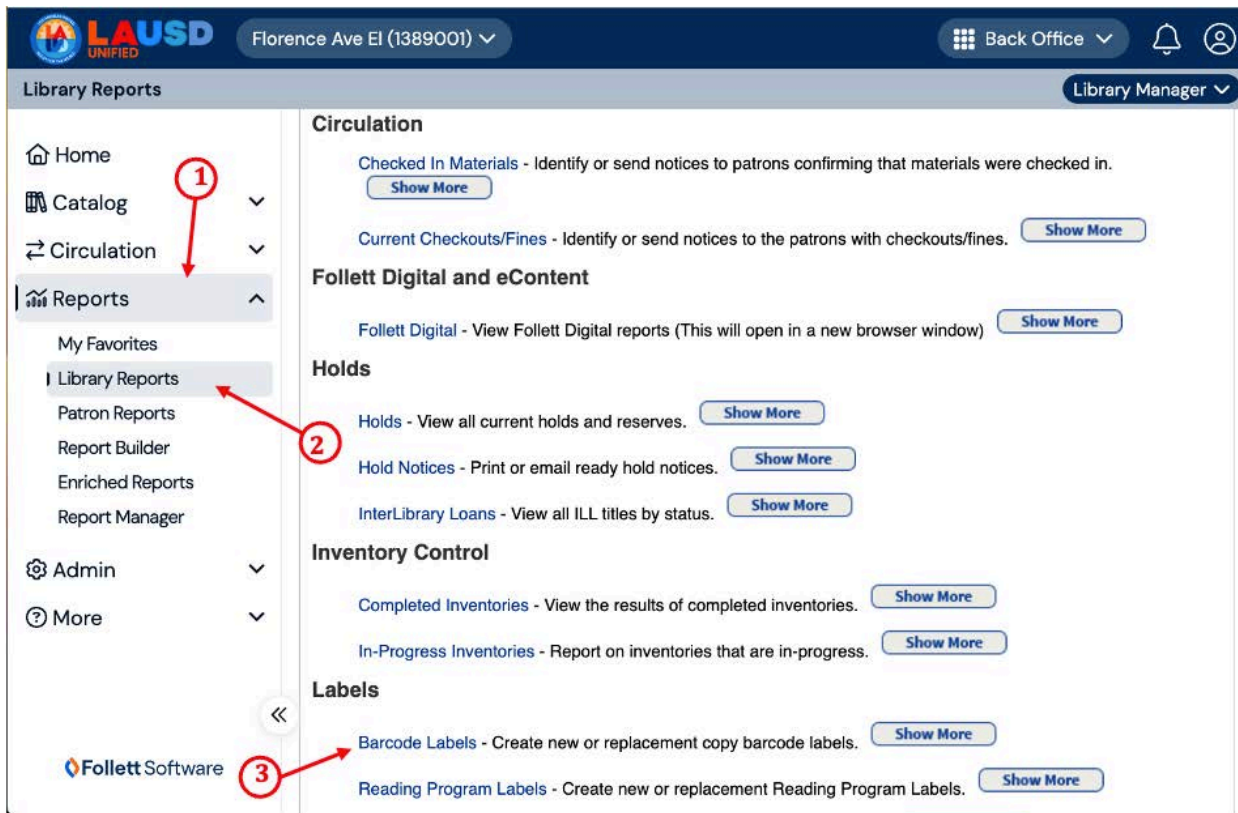 LAUSD
UNIFIED
Florence Ave El (1389001)
Back Office
Library Reports
Library Manager
Home
Catalog
Circulation
Reports
My Favorites
Library Reports
Patron Reports
Report Builder
Enriched Reports
Report Manager
Admin
More
Follett Software
1
2
3
Circulation
Checked In Materials - Identify or send notices to patrons confirming that materials were checked in.
Show More
Current Checkouts/Fines - Identify or send notices to the patrons with checkouts/fines. Show More
Follett Digital and eContent
Follett Digital - View Follett Digital reports (This will open in a new browser window) Show More
Holds
Holds - View all current holds and reserves. Show More
Hold Notices - Print or email ready hold notices. Show More
InterLibrary Loans - View all ILL titles by status. Show More
Inventory Control
Completed Inventories - View the results of completed inventories. Show More
In-Progress Inventories - Report on inventories that are in-progress. Show More
Labels
Barcode Labels - Create new or replacement copy barcode labels. Show More
Reading Program Labels - Create new or replacement Reading Program Labels. Show More